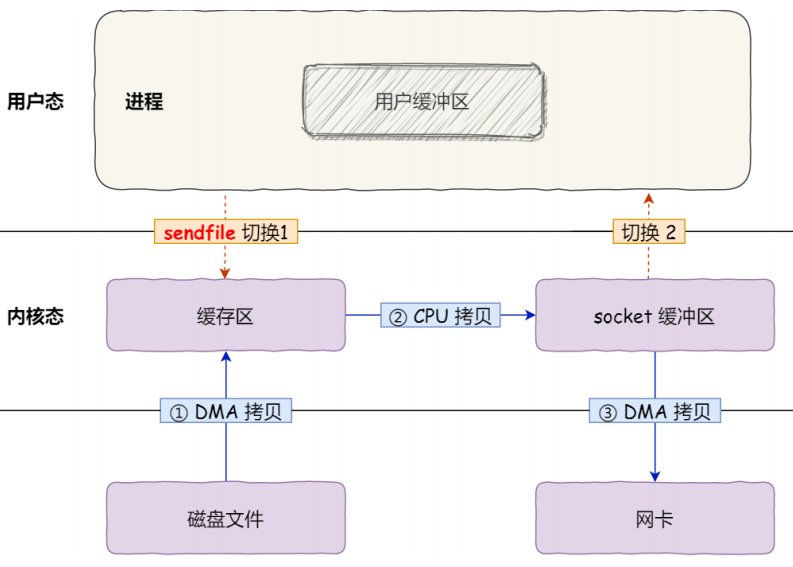 用户态
进程
用户缓冲区
sendfile 切换1
切换 2
内核态
缓存区
② CPU 拷贝
socket 缓冲区
① DMA 拷贝
③ DMA 拷贝
磁盘文件
网卡